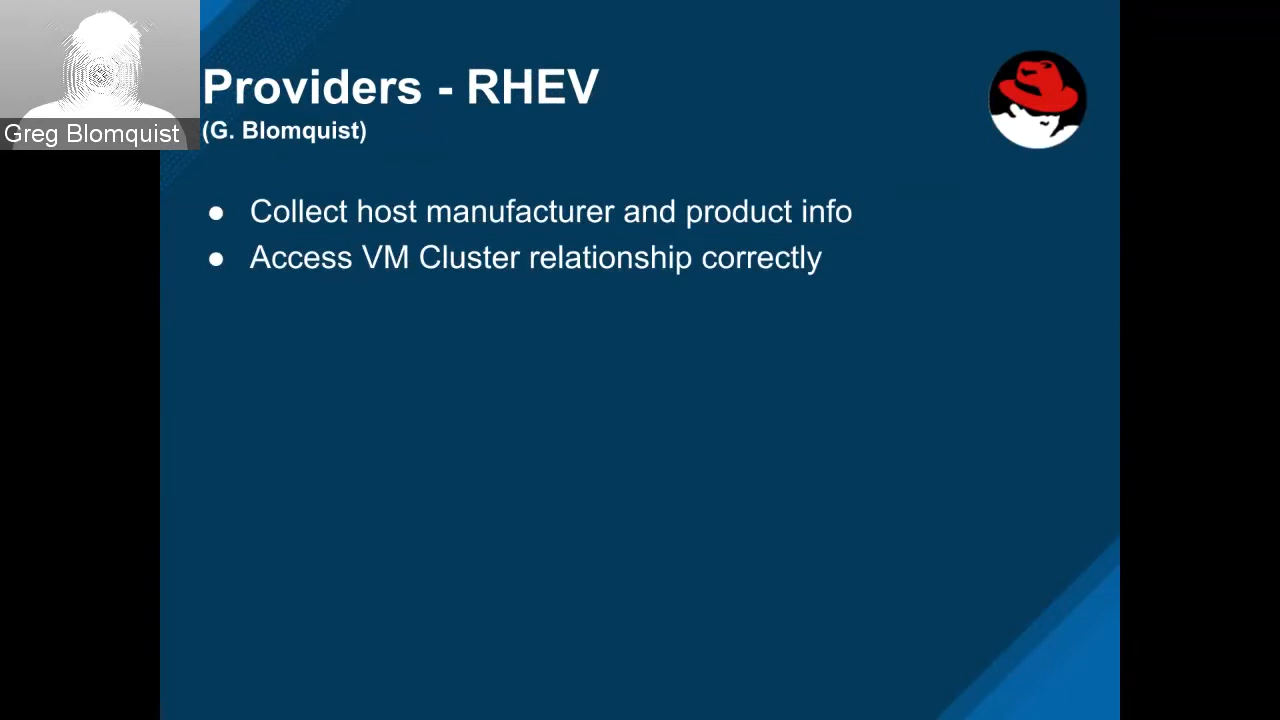 Providers - RHEV
(G. Blomquist)
Greg Blomquist
● Collect host manufacturer and product info
● Access VM Cluster relationship correctly